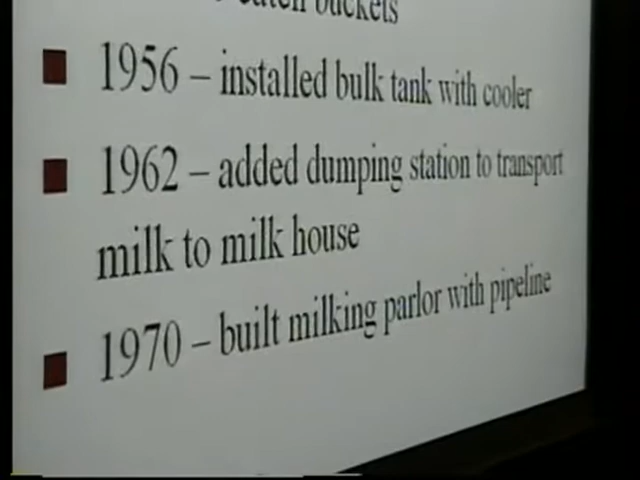 buckets
1956 – installed bulk tank with cooler
1962 – added dumping station to transport
milk to milk house
1970 – built milking parlor with pipeline